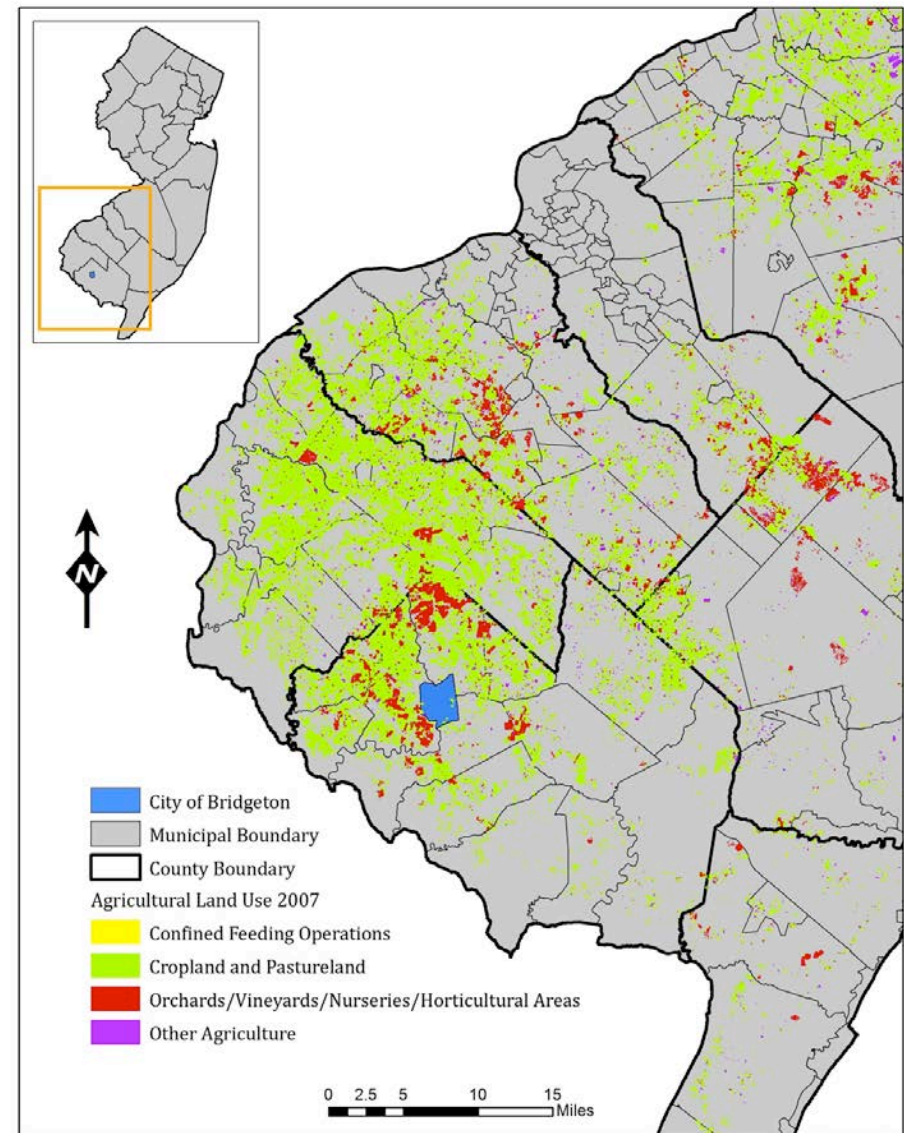 N
City of Bridgeton
Municipal Boundary
County Boundary
Agricultural Land Use 2007
Confined Feeding Operations
Cropland and Pastureland
Orchards/Vineyards/Nurseries/Horticultural Areas
Other Agriculture
0 2.5 5 10 15
Miles